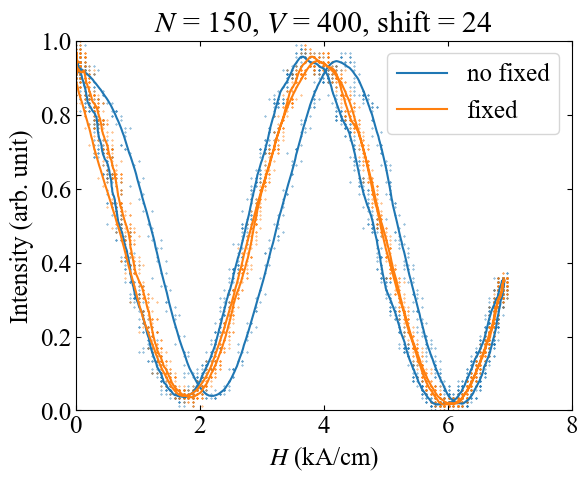 N = 150, V = 400, shift = 24
1.0
0.8
0.6
0.4
0.2
0.0
Intensity (arb. unit)
no fixed
fixed
0 2 4 6 8
H (kA/cm)